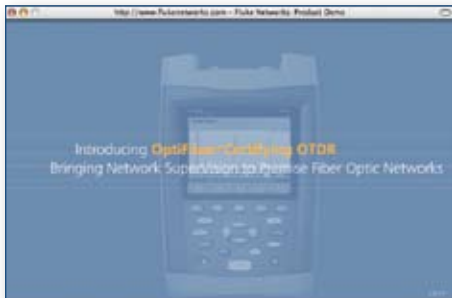 http://www.flukenetworks.com – Fluke Networks: Product Demo
Introducing OptiFiber Certifying OTDR
Bringing Network Supervision to Premise Fiber Optic Networks